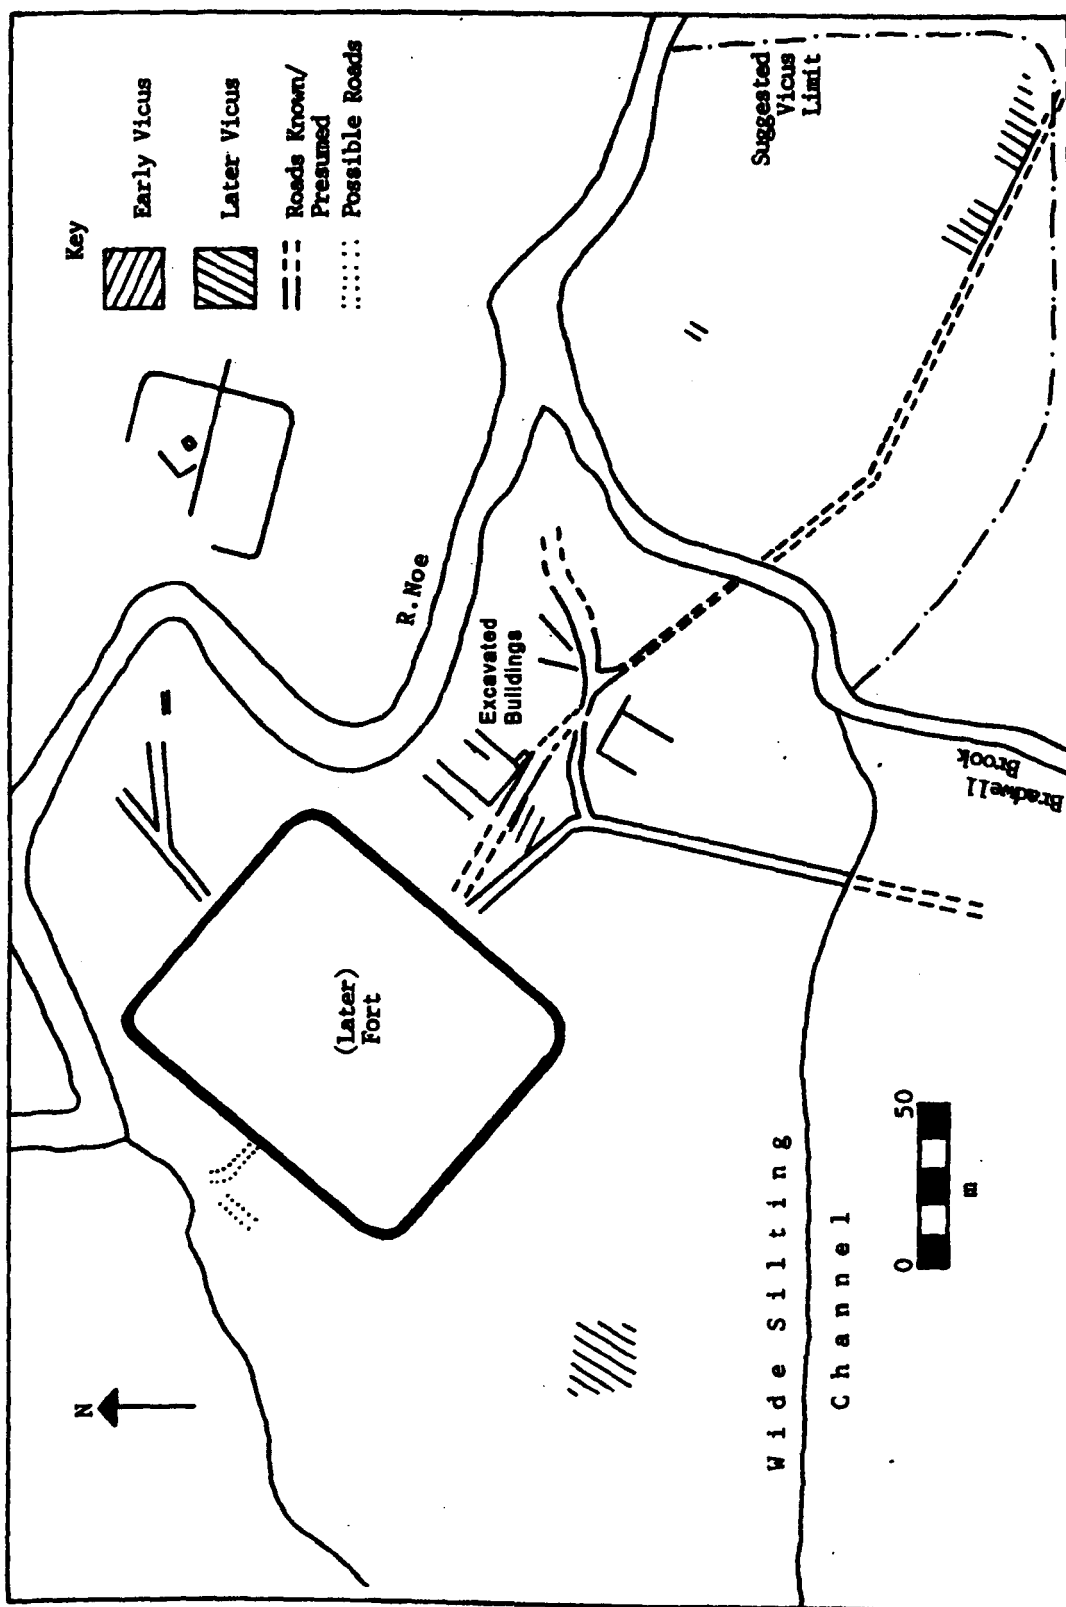 Key
Early Vicus
Later Vicus
Roads Known/
Presumed
Possible Roads
N
R.Noe
Excavated
Buildings
(Later)
Fort
Suggested
Vicus
Limit
Bradwell
Brook
Wide Silting
Channel
0 50
m